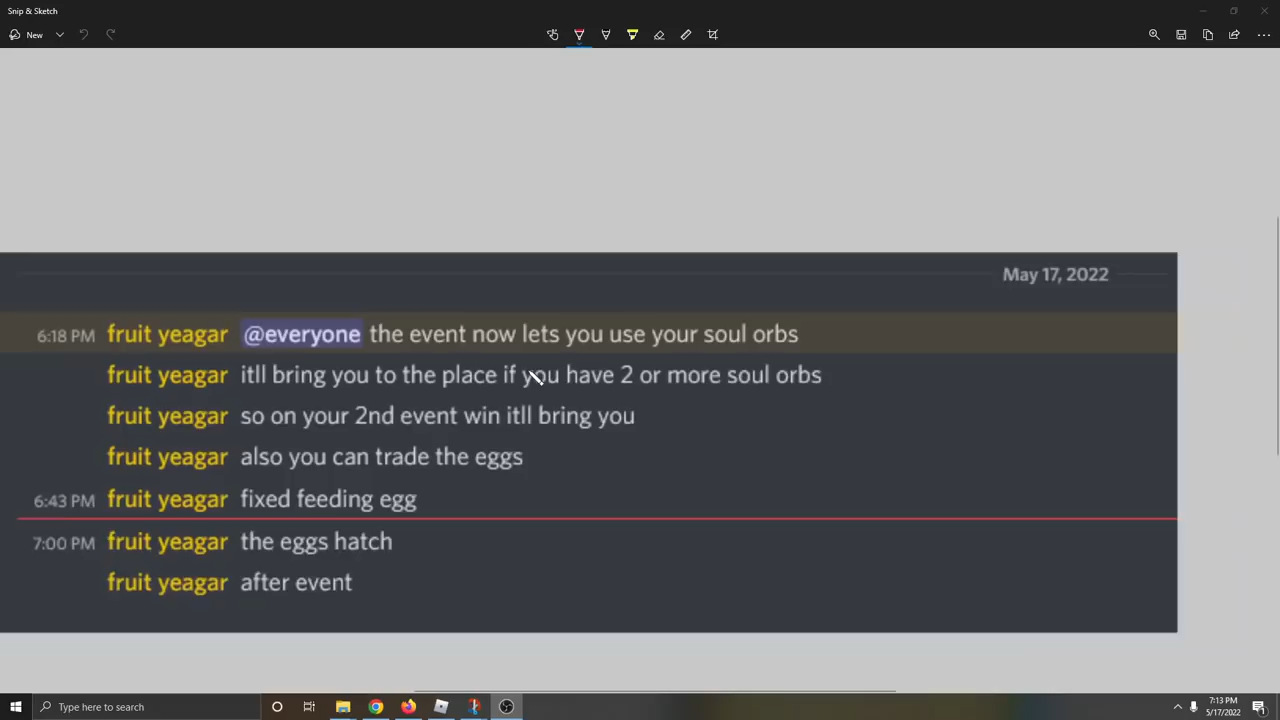 Snip & Sketch
New
May 17, 2022
6:18 PM fruit yeagar @everyone the event now lets you use your soul orbs
fruit yeagar itll bring you to the place if you have 2 or more soul orbs
fruit yeagar so on your 2nd event win itll bring you
fruit yeagar also you can trade the eggs
6:43 PM fruit yeagar fixed feeding egg
7:00 PM fruit yeagar the eggs hatch
fruit yeagar after event
Type here to search
7:13 PM
5/17/2022
1